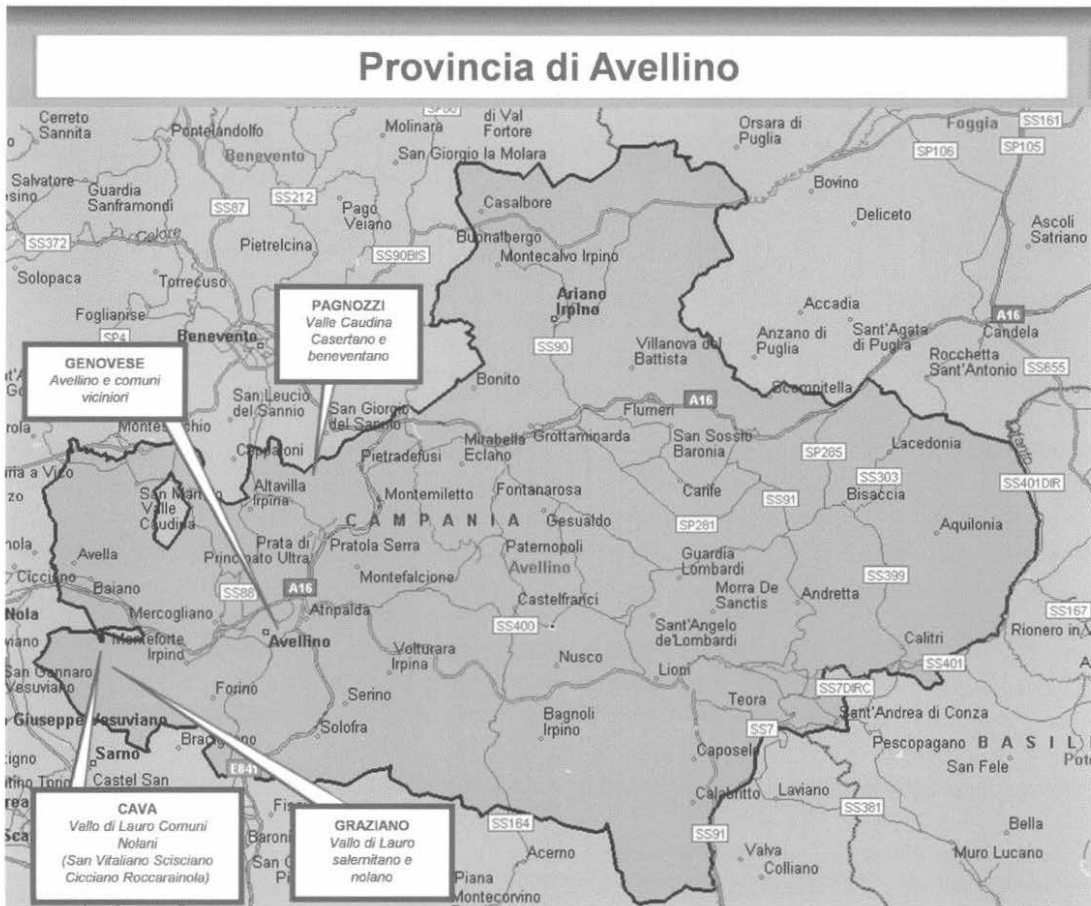 Provincia di Avellino
Cerreto
Sannita
Pontelandolfo
Molinara
di Val
Fortore
Orsara di
Puglia
Foggia
SS161
SP106
SP105
Benevento
San Giorgio la Molara
Salvatore
Guardia
Sanframondi
SS87
SS212
Pago
Veiano
Casalbore
Bovino
Deliceto
Ascoli
Satriano
SS372
Calore
Pietrelcina
SS90BIS
Buonalbergo
Montecalvo Irpino
Solopaca
Torrecuso
Foglianise
SP4
Benevento
PAGNOZZI
Valle Caudina
Casertano e
beneventano
Ariano
Irpino
SS90
Accadia
Anzano di
Puglia
Sant'Agata
di Puglia
A16
Candela
Villanova del
Battista
Rocchetta
Sant'Antonio
SS655
GENOVESE
Avellino e comuni
viciniori
Bonito
San Leucio
del Sannio
San Giorgio
del Sannio
Flumeri
A16
Grottaminarda
Mirabella
Eclano
San Sossio
Baronia
Lacedonia
SP285
Pietradefusi
SS303
SS401DIR
Altavilla
Irpina
San Martino
Valle
Caudina
Montemiletto
Fontanarosa
Carife
SS91
Bisaccia
CAMPANIA
Gesualdo
SP281
Aquilonia
Prata di
Principato Ultra
Pratola Serra
Paternopoli
Avellino
Guardia
Lombardi
Avella
Cicciano
Baiano
Montefalcione
SS88
A16
Castelfranci
Morra De
Sanctis
Andretta
SS399
SS167
Nola
Mercogliano
Atripalda
Avellino
SS400
Sant'Angelo
de'Lombardi
Calitri
Rionero in V
Monteforte
Irpino
Volturara
Irpina
Nusco
Lioni
SS401
San Gennaro
Vesuviano
Forino
Serino
SS7DIRC
Teora
Giuseppe Vesuviano
Solofra
Bagnoli
Irpino
SS7
Sant'Andrea di Conza
Sarno
Bracigliano
Caposele
Pescopagano
BASIL
San Fele
Castel San
E841
Calabritto
Laviano
SS381
CAVA
Vallo di Lauro Comuni
Nolani
(San Vitaliano Scisciano
Cicciano Roccarainola)
GRAZIANO
Vallo di Lauro
salernitano e
nolano
SS164
SS91
Bella
Acerno
Valva
Colliano
Muro Lucano
Piana
Montecorvino